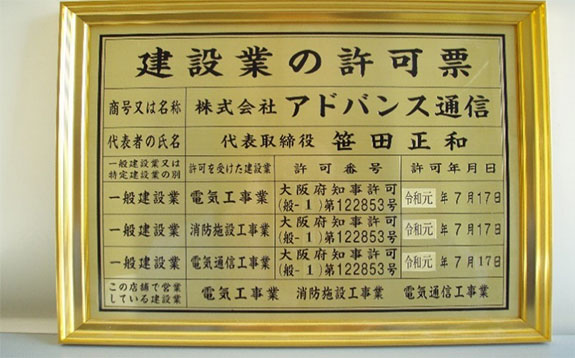 建設業の許可票
商号又は名称 株式会社 アドバンス通信
代表者の氏名 代表取締役 笹田正和
一般建設業又は
特定建設業の別 許可を受けた建設業 許可番号 許可年月日
一般建設業 電気工事業 大阪府知事許可
(般-1)第122853号 令和元年7月17日
一般建設業 消防施設工事業 大阪府知事許可
(般-1)第122853号 令和元年7月17日
一般建設業 電気通信工事業 大阪府知事許可
(般-1)第122853号 令和元年7月17日
この店舗で営業
している建設業 電気工事業 消防施設工事業 電気通信工事業